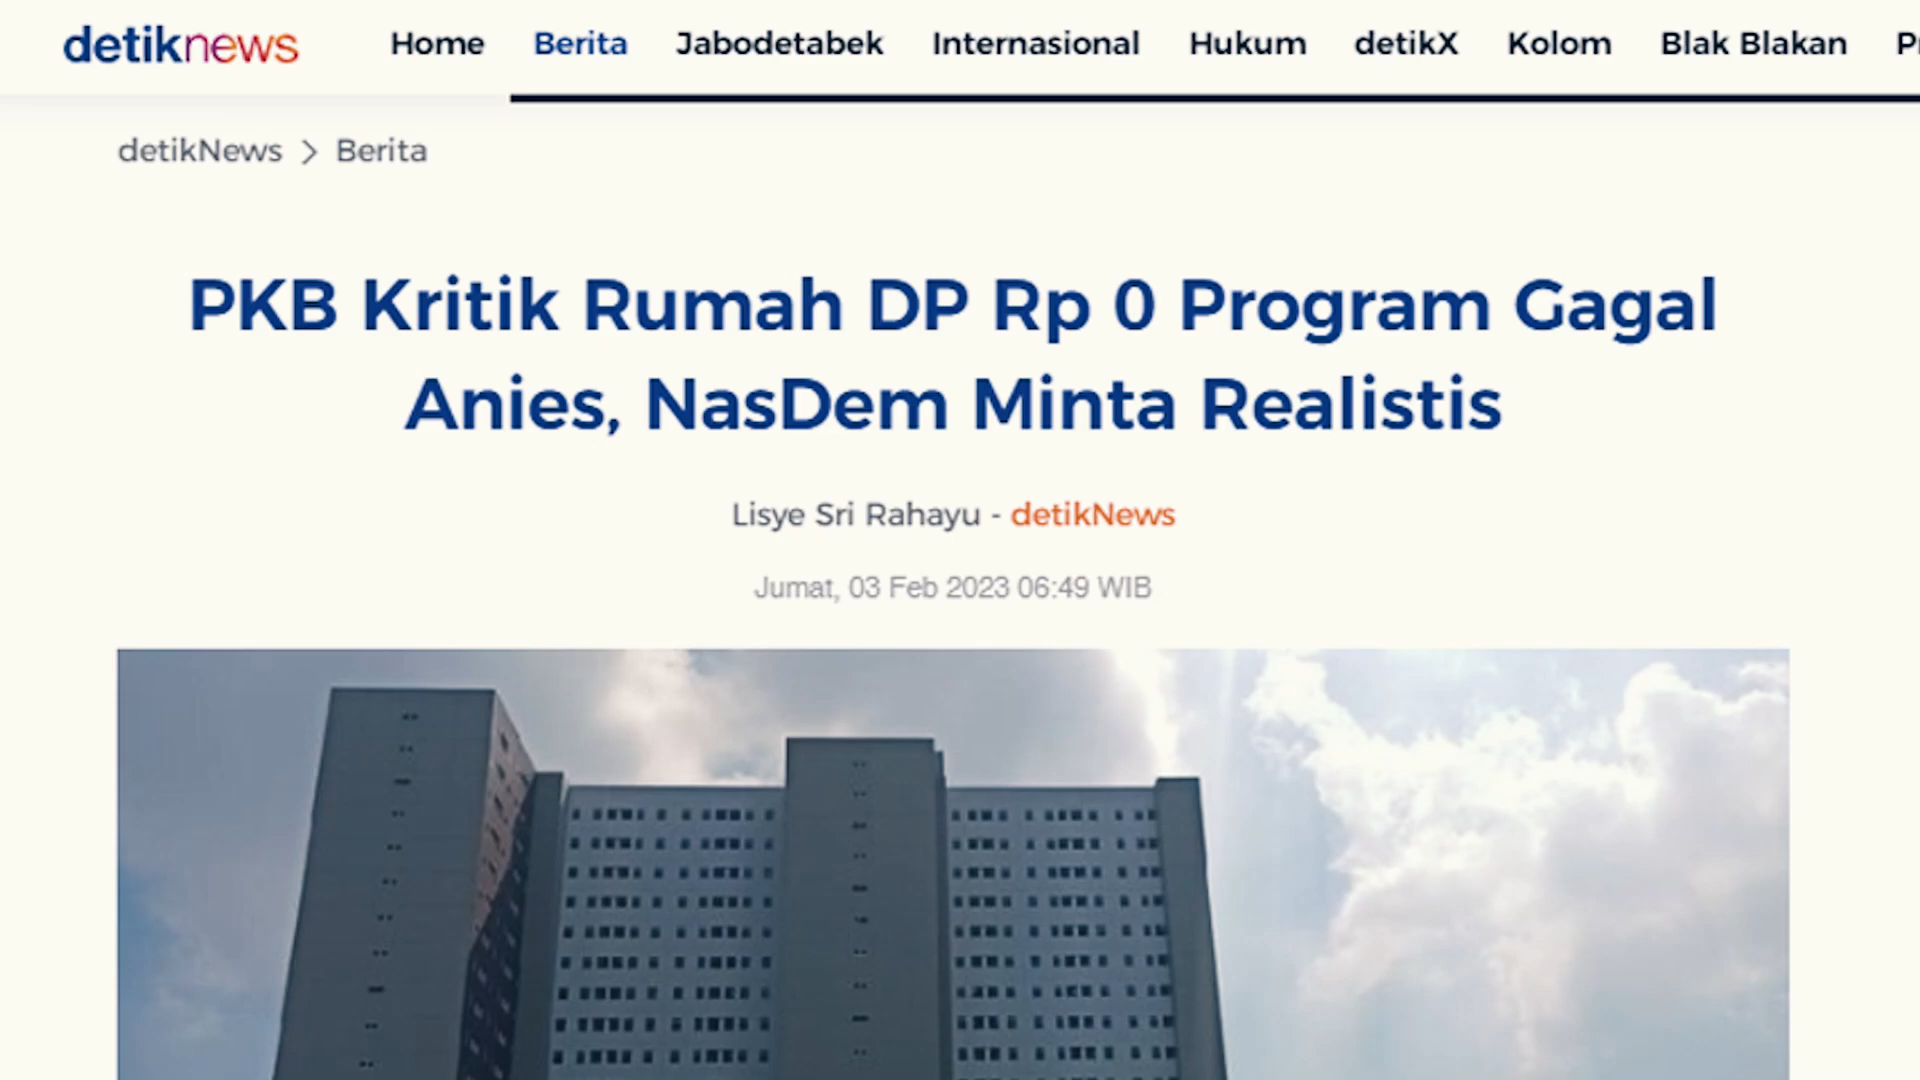 detiknews Home Berita Jabodetabek Internasional Hukum detikX Kolom Blak Blakan
detikNews > Berita
PKB Kritik Rumah DP Rp 0 Program Gagal
Anies, NasDem Minta Realistis
Lisye Sri Rahayu - detikNews
Jumat, 03 Feb 2023 06:49 WIB